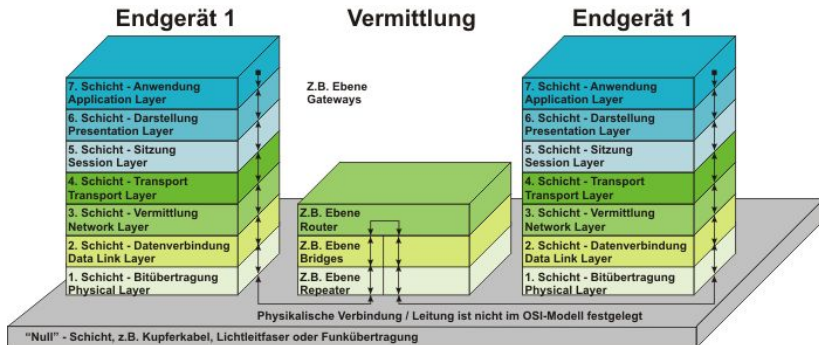 Endgerät 1
Vermittlung
Endgerät 1
7. Schicht - Anwendung
Application Layer
6. Schicht - Darstellung
Presentation Layer
5. Schicht - Sitzung
Session Layer
4. Schicht - Transport
Transport Layer
3. Schicht - Vermittlung
Network Layer
2. Schicht - Datenverbindung
Data Link Layer
1. Schicht - Bitübertragung
Physical Layer
Z.B. Ebene
Gateways
Z.B. Ebene
Router
Z.B. Ebene
Bridges
Z.B. Ebene
Repeater
7. Schicht - Anwendung
Application Layer
6. Schicht - Darstellung
Presentation Layer
5. Schicht - Sitzung
Session Layer
4. Schicht - Transport
Transport Layer
3. Schicht - Vermittlung
Network Layer
2. Schicht - Datenverbindung
Data Link Layer
1. Schicht - Bitübertragung
Physical Layer
Physikalische Verbindung / Leitung ist nicht im OSI-Modell festgelegt
"Null" - Schicht, z.B. Kupferkabel, Lichtleitfaser oder Funkübertragung